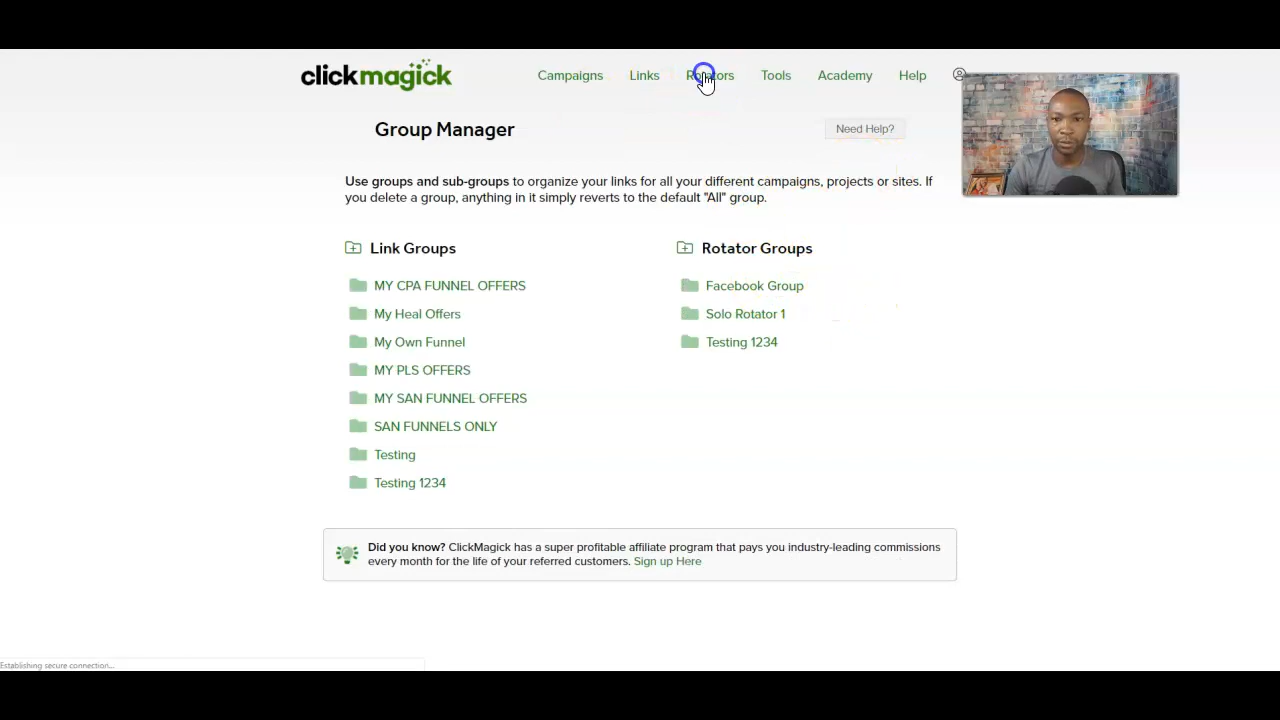 clickmagick
Campaigns Links Rotators Tools Academy Help
Group Manager
Need Help?
Use groups and sub-groups to organize your links for all your different campaigns, projects or sites. If
you delete a group, anything in it simply reverts to the default "All" group.
Link Groups
MY CPA FUNNEL OFFERS
My Heal Offers
My Own Funnel
MY PLS OFFERS
MY SAN FUNNEL OFFERS
SAN FUNNELS ONLY
Testing
Testing 1234
Rotator Groups
Facebook Group
Solo Rotator 1
Testing 1234
Did you know? ClickMagick has a super profitable affiliate program that pays you industry-leading commissions
every month for the life of your referred customers. Sign up Here
Establishing secure connection...